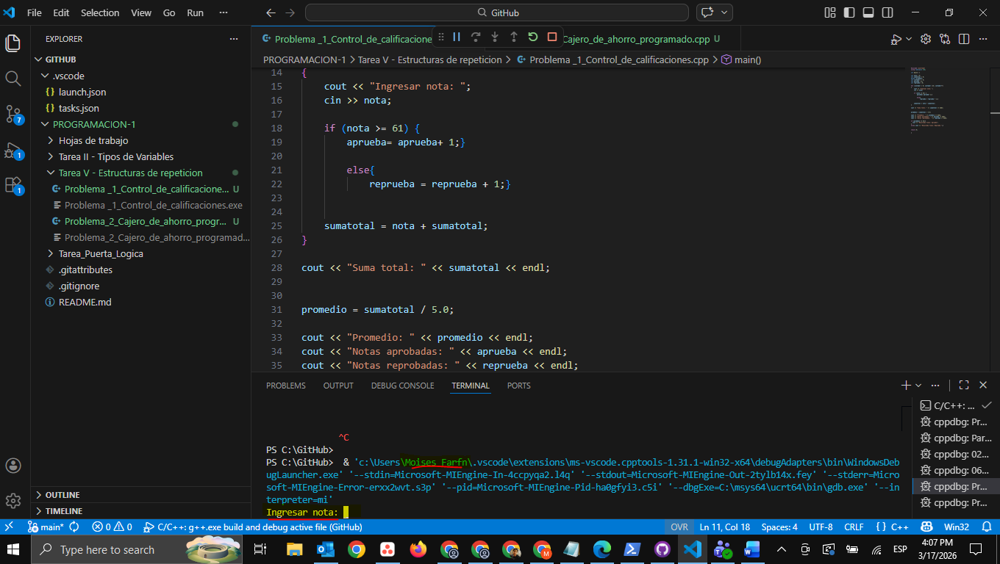 File Edit Selection View Go Run ··· GitHub
EXPLORER ···
GITHUB
.vscode
{} launch.json
{} tasks.json
PROGRAMACION-1
Hojas de trabajo
Tarea II - Tipos de Variables
Tarea V - Estructuras de repeticion
Problema _1_Control_de_calificacione... U
Problema _1_Control_de_calificaciones.exe
Problema_2_Cajero_de_ahorro_progr... U
Problema_2_Cajero_de_ahorro_programad...
Tarea_Puerta_Logica
.gitattributes
.gitignore
README.md
OUTLINE
TIMELINE
7
1
1
Problema _1_Control_de_calificacione Cajero_de_ahorro_programado.cpp U
PROGRAMACION-1 > Tarea V - Estructuras de repeticion > Problema _1_Control_de_calificaciones.cpp > main()
14 {
15 cout << "Ingresar nota: ";
16 cin >> nota;
17
18 if (nota >= 61) {
19 aprueba= aprueba+ 1;}
20
21 else{
22 reprueba = reprueba + 1;}
23
24
25 sumatotal = nota + sumatotal;
26 }
27
28 cout << "Suma total: " << sumatotal << endl;
29
30
31 promedio = sumatotal / 5.0;
32
33 cout << "Promedio: " << promedio << endl;
34 cout << "Notas aprobadas: " << aprueba << endl;
35 cout << "Notas reprobadas: " << reprueba << endl;
PROBLEMS OUTPUT DEBUG CONSOLE TERMINAL PORTS
^C
PS C:\GitHub>
PS C:\GitHub> & 'c:\Users\Moises Farfn\.vscode\extensions\ms-vscode.cpptools-1.31.1-win32-x64\debugAdapters\bin\WindowsDeb
ugLauncher.exe' '--stdin=Microsoft-MIEngine-In-4ccpyqa2.l4q' '--stdout=Microsoft-MIEngine-Out-2tylb14x.fey' '--stderr=Micro
soft-MIEngine-Error-erxx2wvt.s3p' '--pid=Microsoft-MIEngine-Pid-ha0gfyi3.c5i' '--dbgExe=C:\msys64\ucrt64\bin\gdb.exe' '--in
terpreter=mi'
Ingresar nota:
C/C++: ...
cppdbg: Pr...
cppdbg: Par...
cppdbg: 02...
cppdbg: 06...
cppdbg: Pr...
cppdbg: Pr...
main* 0 0 C/C++: g++.exe build and debug active file (GitHub) OVR Ln 11, Col 18 Spaces: 4 UTF-8 CRLF {} C++ Win32
Type here to search ESP 4:07 PM
3/17/2026